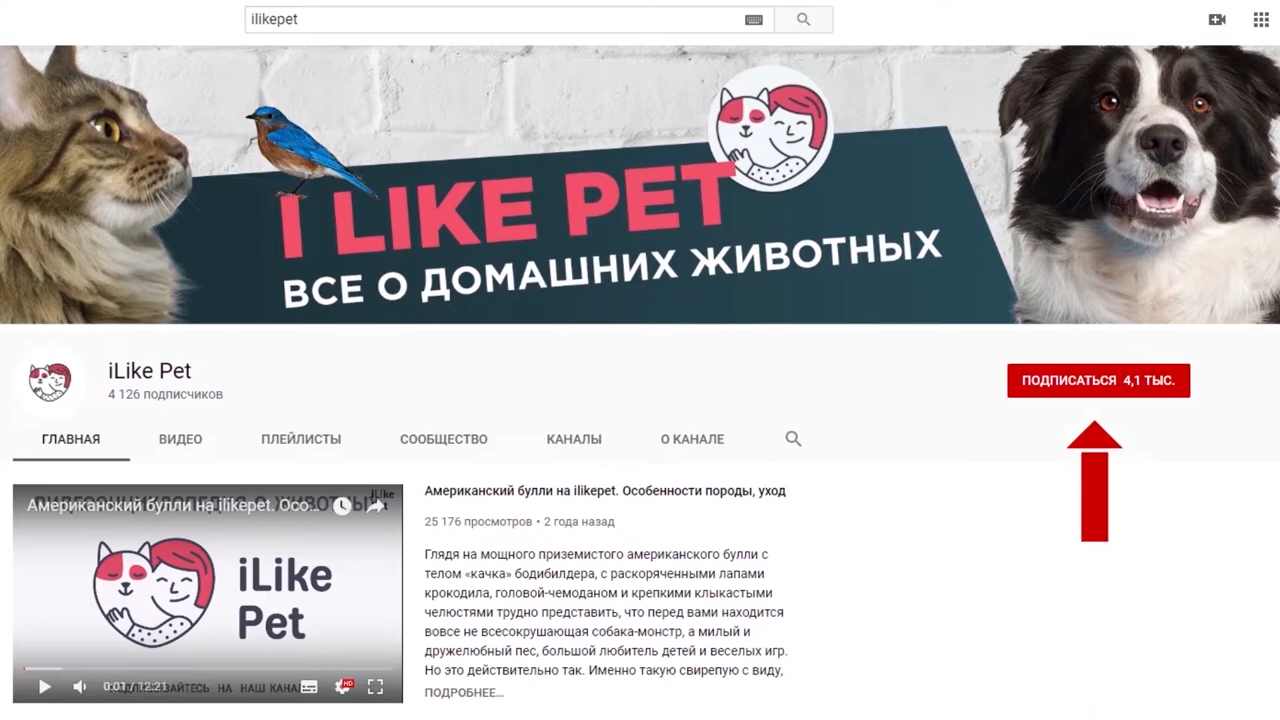 ilikepet
I LIKE PET
ВСЕ О ДОМАШНИХ ЖИВОТНЫХ
iLike Pet
4 126 подписчиков
ПОДПИСАТЬСЯ 4,1 ТЫС.
ГЛАВНАЯ ВИДЕО ПЛЕЙЛИСТЫ СООБЩЕСТВО КАНАЛЫ О КАНАЛЕ
Американский булли на ilikepet. Осо...
iLike
Pet
0:01 / 12:21
HD
Американский булли на ilikepet. Особенности породы, уход
25 176 просмотров • 2 года назад
Глядя на мощного приземистого американского булли с
телом «качка» бодибилдера, с раскоряченными лапами
крокодила, головой-чемоданом и крепкими клыкастыми
челюстями трудно представить, что перед вами находится
вовсе не всесокрушающая собака-монстр, а милый и
дружелюбный пес, большой любитель детей и веселых игр.
Но это действительно так. Именно такую свирепую с виду,
ПОДРОБНЕЕ...